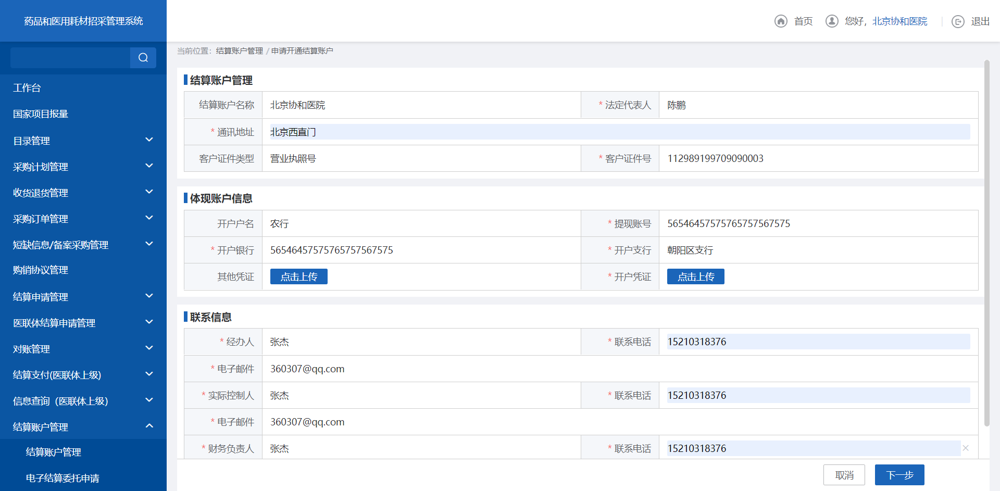 药品和医用耗材招采管理系统
首页
您好，北京协和医院
退出
当前位置：结算账户管理 / 申请开通结算账户
工作台
国家项目报量
目录管理
采购计划管理
收货退货管理
采购订单管理
短缺信息/备案采购管理
购销协议管理
结算申请管理
医联体结算申请管理
对账管理
结算支付(医联体上级)
信息查询（医联体上级）
结算账户管理
结算账户管理
电子结算委托申请
结算账户管理
结算账户名称 北京协和医院 * 法定代表人 陈鹏
* 通讯地址 北京西直门
客户证件类型 营业执照号 * 客户证件号 112989199709090003
体现账户信息
开户户名 农行 * 提现账号 56546457575765757567575
* 开户银行 56546457575765757567575 * 开户支行 朝阳区支行
其他凭证 点击上传 * 开户凭证 点击上传
联系信息
* 经办人 张杰 * 联系电话 15210318376
* 电子邮件 360307@qq.com
* 实际控制人 张杰 * 联系电话 15210318376
* 电子邮件 360307@qq.com
* 财务负责人 张杰 * 联系电话 15210318376
取消 下一步